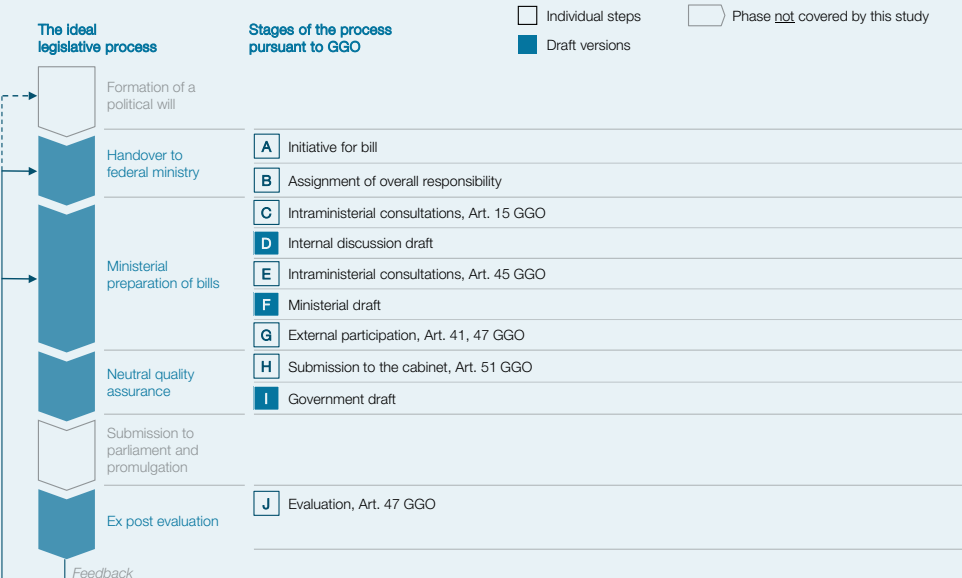 The ideal
legislative process
Stages of the process
pursuant to GGO
Individual steps
Phase not covered by this study
Draft versions
Formation of a
political will
Handover to
federal ministry
A Initiative for bill
B Assignment of overall responsibility
Ministerial
preparation of bills
C Intraministerial consultations, Art. 15 GGO
D Internal discussion draft
E Intraministerial consultations, Art. 45 GGO
F Ministerial draft
G External participation, Art. 41, 47 GGO
Neutral quality
assurance
H Submission to the cabinet, Art. 51 GGO
I Government draft
Submission to
parliament and
promulgation
Ex post evaluation
J Evaluation, Art. 47 GGO
Feedback